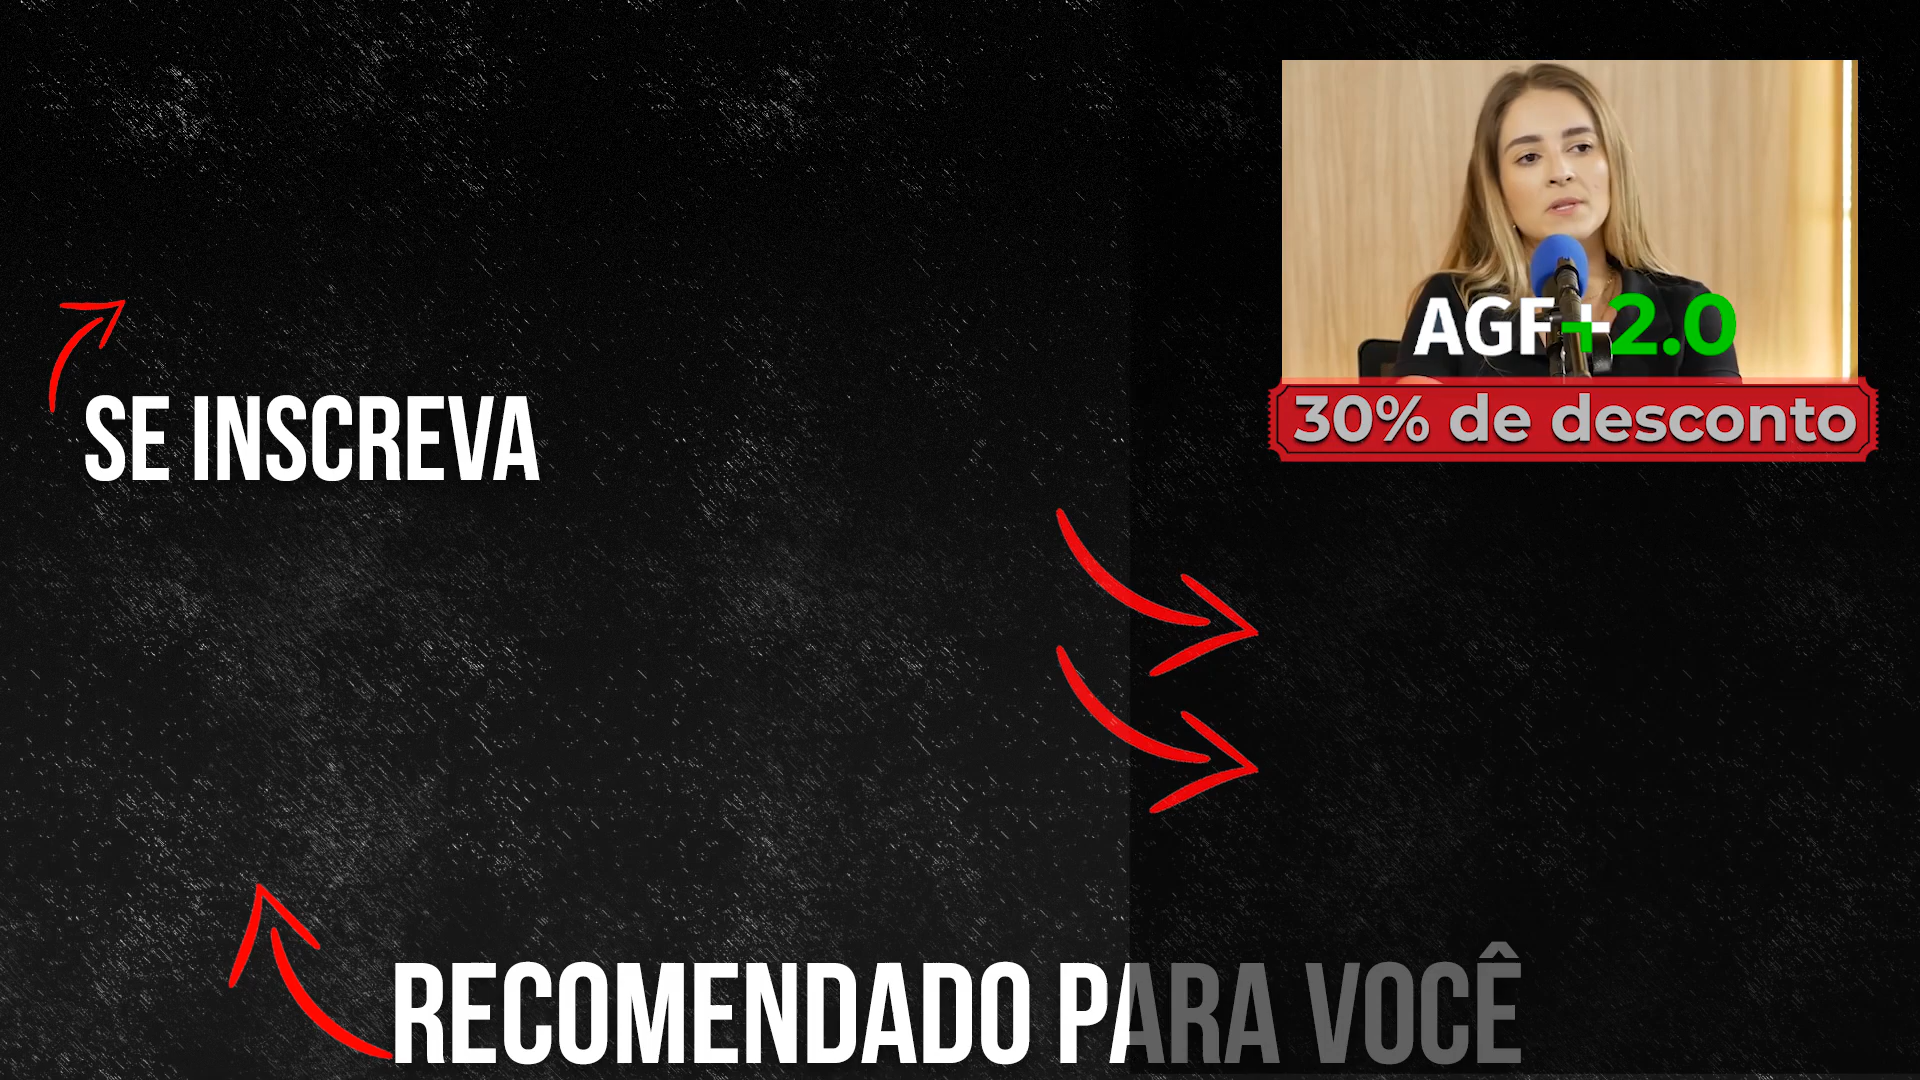 AGF+2.0
30% de desconto
SE INSCREVA
RECOMENDADO PARA VOCÊ